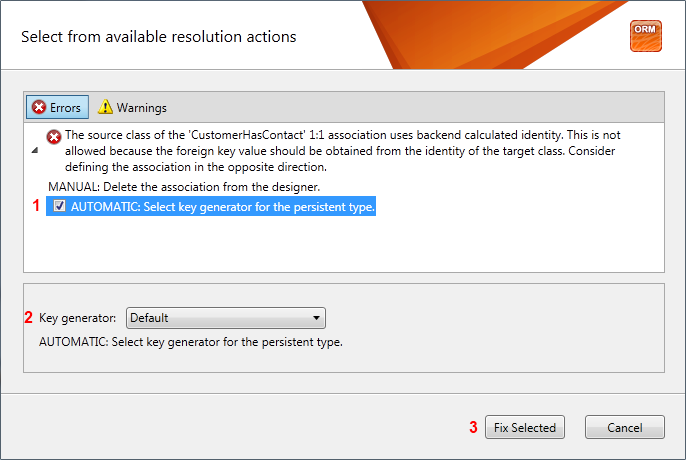 Select from available resolution actions
ORM
Errors
Warnings
The source class of the 'CustomerHasContact' 1:1 association uses backend calculated identity. This is not
allowed because the foreign key value should be obtained from the identity of the target class. Consider
defining the association in the opposite direction.
MANUAL: Delete the association from the designer.
1 AUTOMATIC: Select key generator for the persistent type.
2 Key generator: Default
AUTOMATIC: Select key generator for the persistent type.
3 Fix Selected Cancel